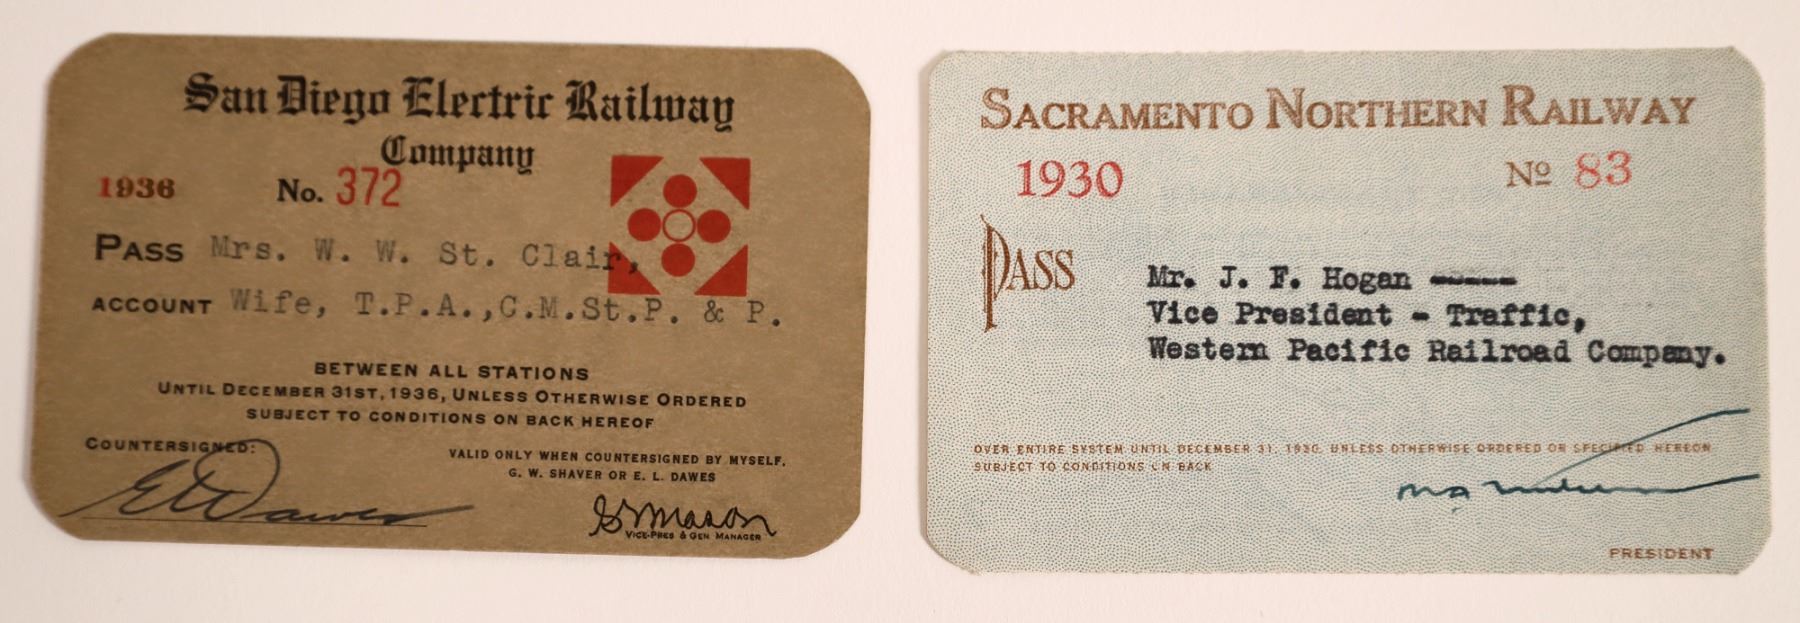 San Diego Electric Railway
Company
1936 No. 372
PASS Mrs. W. W. St. Clair,
ACCOUNT Wife, T.P.A.,C.M.St.P. & P.
BETWEEN ALL STATIONS
UNTIL DECEMBER 31ST, 1936, UNLESS OTHERWISE ORDERED
SUBJECT TO CONDITIONS ON BACK HEREOF
COUNTERSIGNED:
VALID ONLY WHEN COUNTERSIGNED BY MYSELF,
G. W. SHAVER OR E. L. DAWES
E L Dawes
S E Mason
VICE-PRES & GEN MANAGER
SACRAMENTO NORTHERN RAILWAY
1930 No 83
PASS
Mr. J. F. Hogan -----
Vice President - Traffic,
Western Pacific Railroad Company.
OVER ENTIRE SYSTEM UNTIL DECEMBER 31, 1930, UNLESS OTHERWISE ORDERED OR SPECIFIED HEREON
SUBJECT TO CONDITIONS ON BACK
PRESIDENT